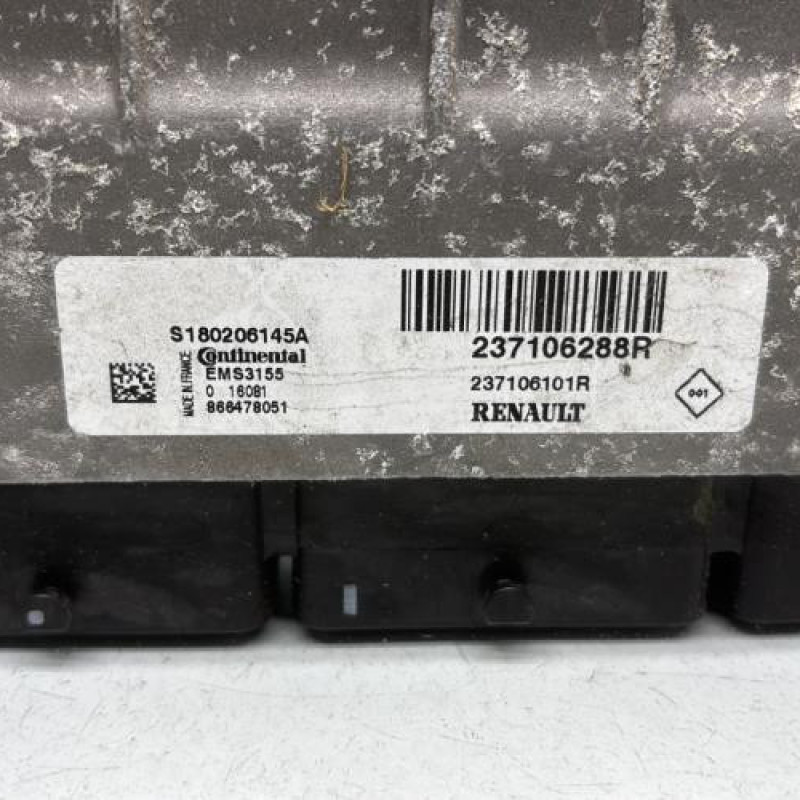 S180206145A
Continental
EMS3155
0 16081
866478051
MADE IN FRANCE
237106288R
237106101R
RENAULT
001